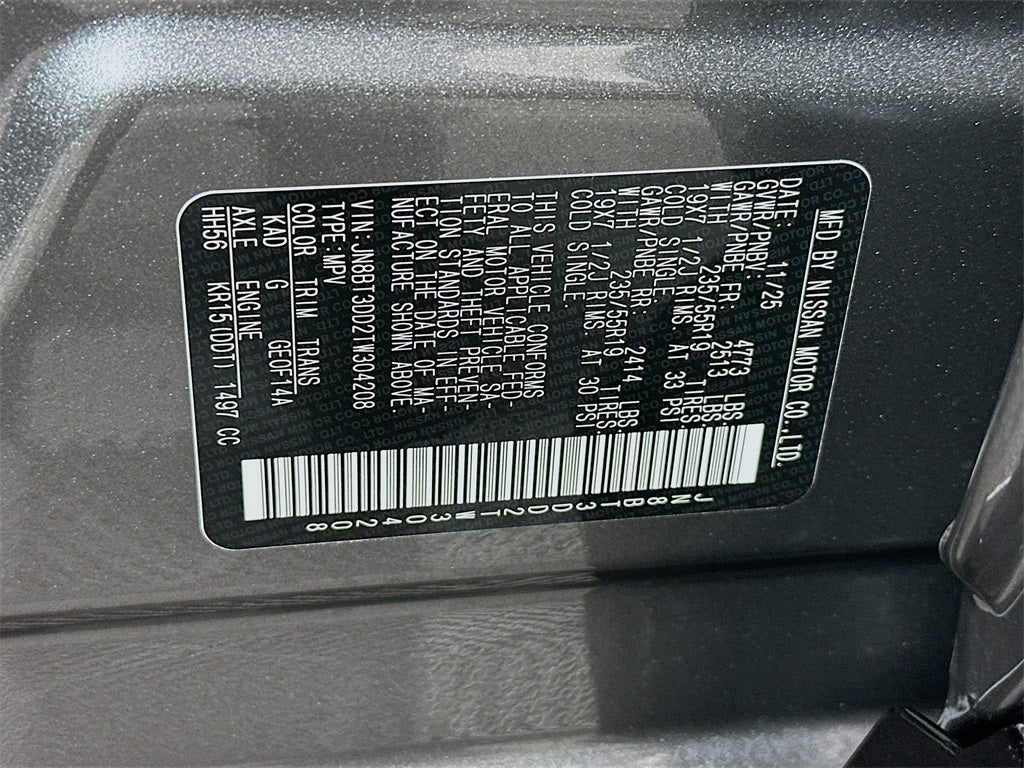 MFD BY NISSAN MOTOR CO.,LTD.
DATE: 11/25
GVWR/PNBV: 4773 LBS.
GAWR/PNBE FR: 2513 LBS.
WITH 235/55R19 TIRES,
19X7 1/2J RIMS AT 33 PSI
COLD SINGLE
GAWR/PNBE RR: 2414 LBS.
WITH 235/55R19 TIRES,
19X7 1/2J RIMS AT 30 PSI
COLD SINGLE
THIS VEHICLE CONFORMS
TO ALL APPLICABLE FED-
ERAL MOTOR VEHICLE SA-
FETY AND THEFT PREVEN-
TION STANDARDS IN EFF-
ECT ON THE DATE OF MA-
NUFACTURE SHOWN ABOVE.
VIN:JN8BT3DD2TW304208
TYPE:MPV
COLOR TRIM TRANS
KAD G GE0F14A
AXLE ENGINE
HH56 KR15(DDT) 1497 CC
JN8BT3DD2TW304208